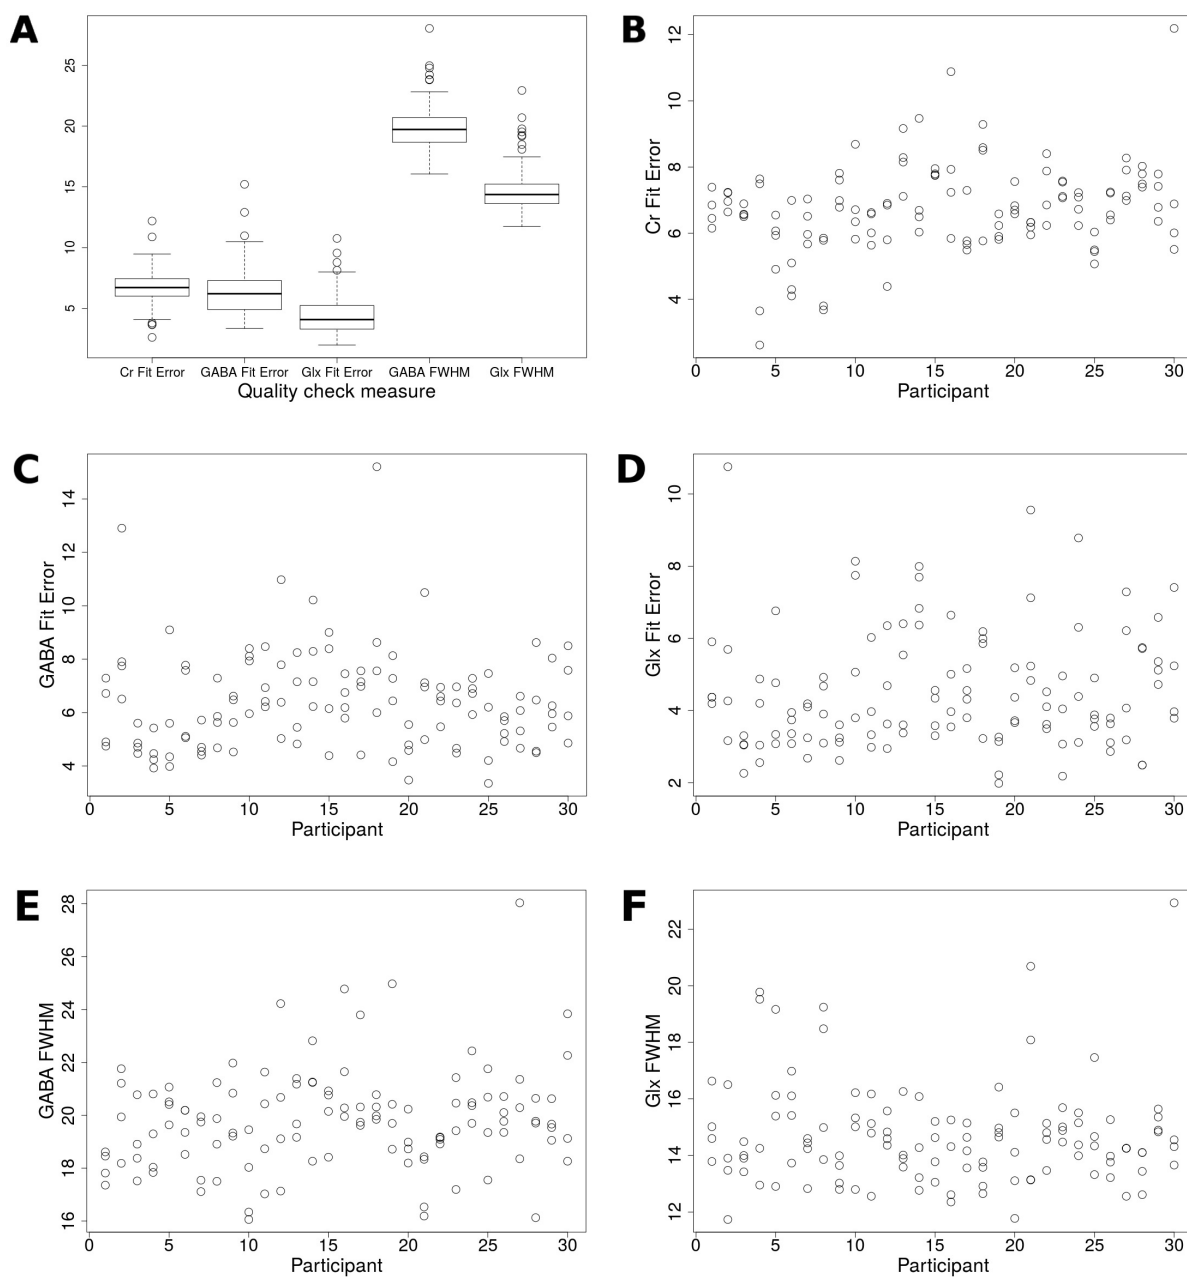 A
25
20
15
10
5
Cr Fit Error GABA Fit Error Glx Fit Error GABA FWHM Glx FWHM
Quality check measure
B
Cr Fit Error
12
10
8
6
4
0 5 10 15 20 25 30
Participant
C
GABA Fit Error
14
12
10
8
6
4
0 5 10 15 20 25 30
Participant
D
Glx Fit Error
10
8
6
4
2
0 5 10 15 20 25 30
Participant
E
GABA FWHM
28
26
24
22
20
18
16
0 5 10 15 20 25 30
Participant
F
Glx FWHM
22
20
18
16
14
12
0 5 10 15 20 25 30
Participant